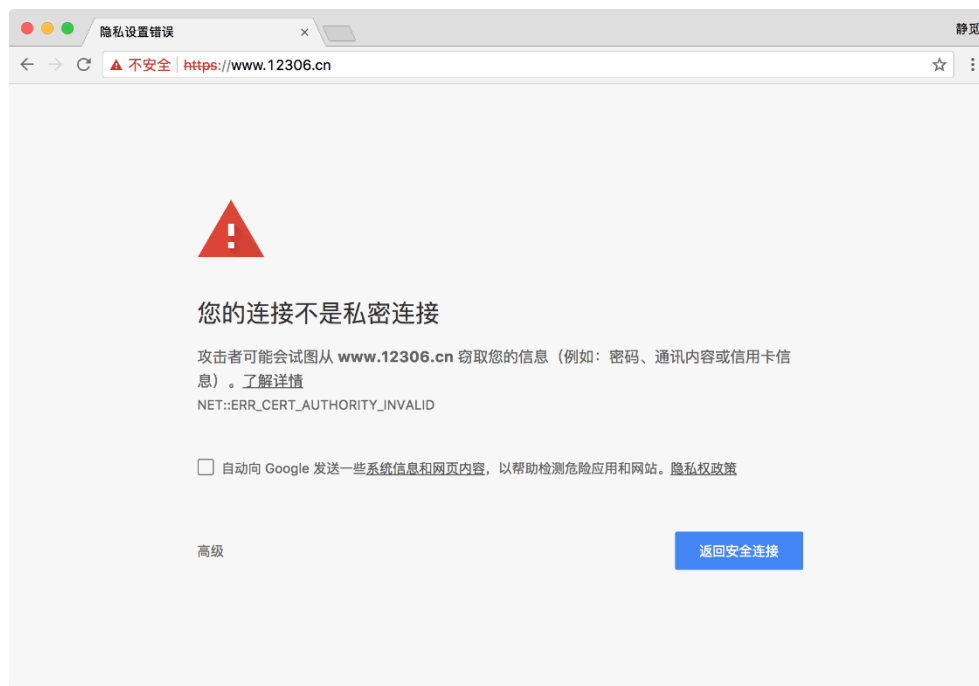 隐私设置错误
静觅
不安全 https://www.12306.cn
您的连接不是私密连接
攻击者可能会试图从 www.12306.cn 窃取您的信息（例如：密码、通讯内容或信用卡信
息）。了解详情
NET::ERR_CERT_AUTHORITY_INVALID
自动向 Google 发送一些系统信息和网页内容，以帮助检测危险应用和网站。隐私权政策
高级
返回安全连接